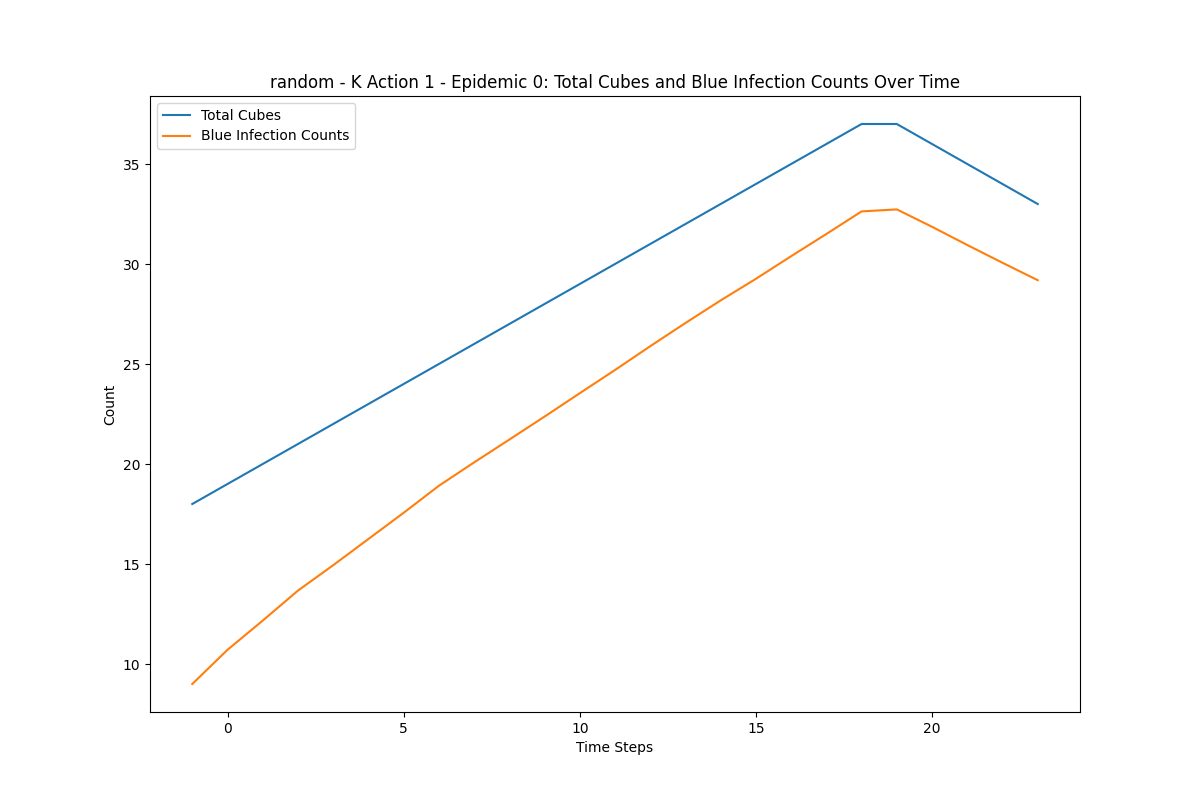 random - K Action 1 - Epidemic 0: Total Cubes and Blue Infection Counts Over Time
Total Cubes
Blue Infection Counts
35
30
25
20
15
10
Count
0 5 10 15 20
Time Steps